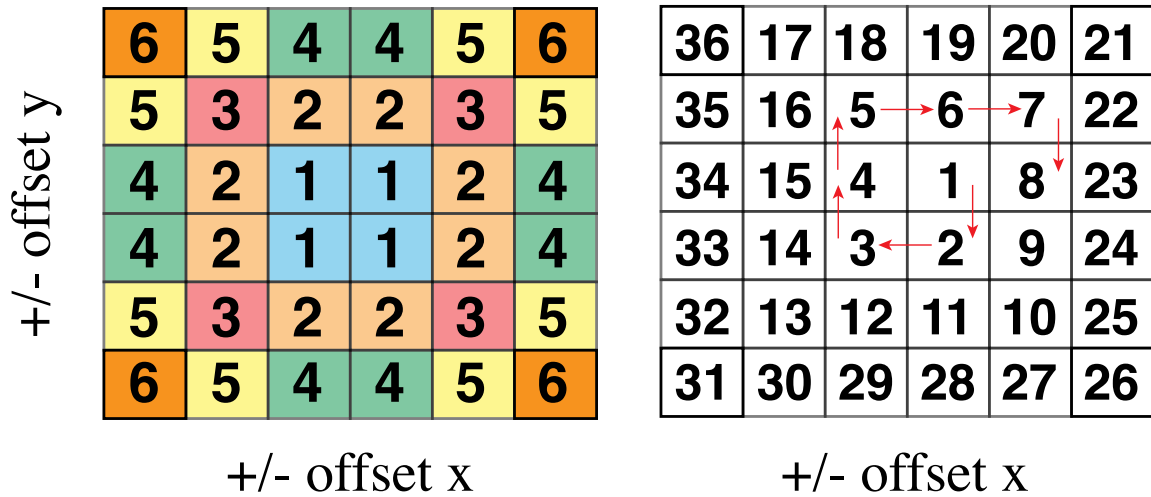 6 5 4 4 5 6
5 3 2 2 3 5
4 2 1 1 2 4
4 2 1 1 2 4
5 3 2 2 3 5
6 5 4 4 5 6
+/- offset y
+/- offset x
36 17 18 19 20 21
35 16 5 6 7 22
34 15 4 1 8 23
33 14 3 2 9 24
32 13 12 11 10 25
31 30 29 28 27 26
+/- offset x